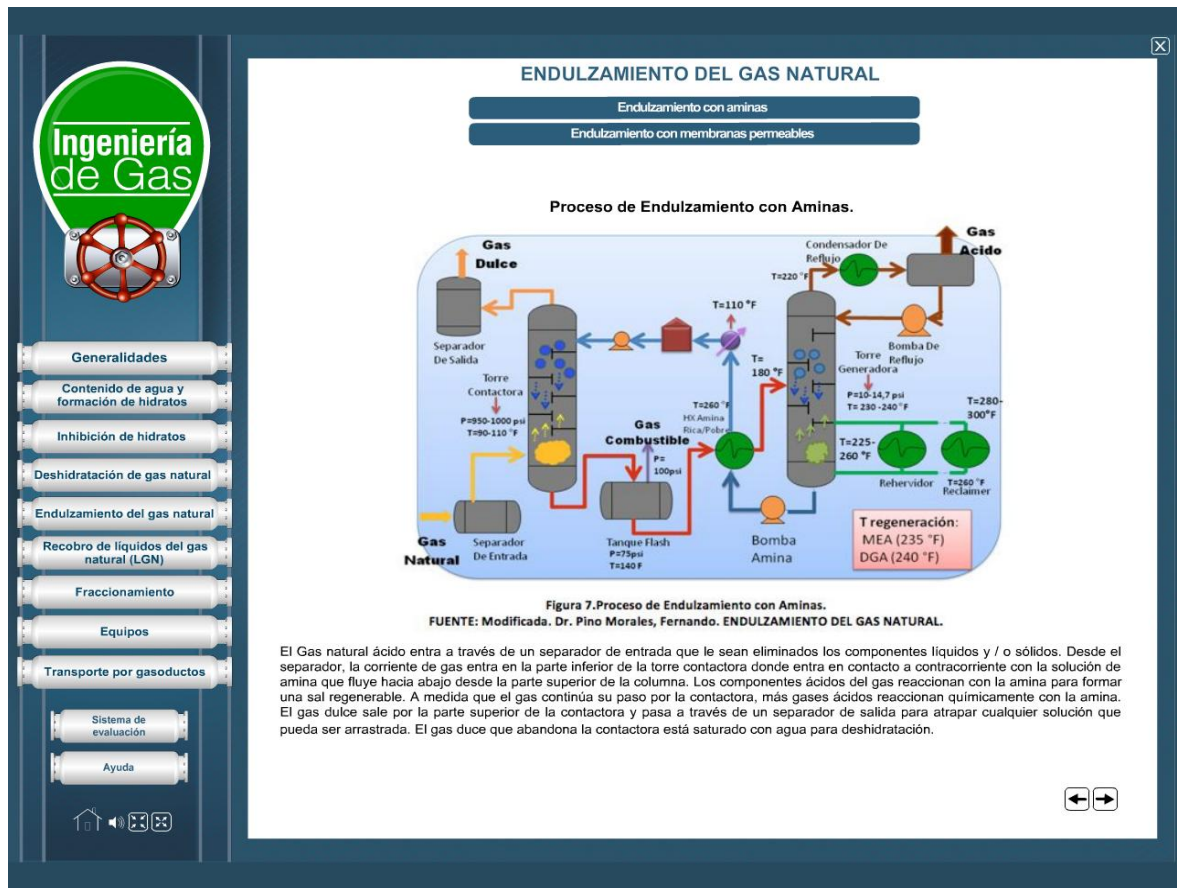 Ingeniería
de Gas
Generalidades
Contenido de agua y
formación de hidratos
Inhibición de hidratos
Deshidratación de gas natural
Endulzamiento del gas natural
Recobro de líquidos del gas
natural (LGN)
Fraccionamiento
Equipos
Transporte por gasoductos
Sistema de
evaluación
Ayuda
ENDULZAMIENTO DEL GAS NATURAL
Endulzamiento con aminas
Endulzamiento con membranas permeables
Proceso de Endulzamiento con Aminas.
Gas
Dulce
Separador
De Salida
Torre
Contactora
P=950-1000 psi
T=90-110 °F
Gas
Natural
Separador
De Entrada
Gas
Combustible
P=
100psi
Tanque Flash
P=75psi
T=140 F
T=110 °F
T=260 °F
HX Amina
Rica/Pobre
T=
180 °F
Bomba
Amina
T=220 °F
Condensador De
Reflujo
Gas
Acido
Bomba De
Reflujo
Torre
Generadora
P=10-14,7 psi
T= 230 -240 °F
T=280-
300°F
T=225-
260 °F
Rehervidor
T=260 °F
Reclaimer
T regeneración:
MEA (235 °F)
DGA (240 °F)
Figura 7.Proceso de Endulzamiento con Aminas.
FUENTE: Modificada. Dr. Pino Morales, Fernando. ENDULZAMIENTO DEL GAS NATURAL.
El Gas natural ácido entra a través de un separador de entrada que le sean eliminados los componentes líquidos y / o sólidos. Desde el
separador, la corriente de gas entra en la parte inferior de la torre contactora donde entra en contacto a contracorriente con la solución de
amina que fluye hacia abajo desde la parte superior de la columna. Los componentes ácidos del gas reaccionan con la amina para formar
una sal regenerable. A medida que el gas continúa su paso por la contactora, más gases ácidos reaccionan químicamente con la amina.
El gas dulce sale por la parte superior de la contactora y pasa a través de un separador de salida para atrapar cualquier solución que
pueda ser arrastrada. El gas duce que abandona la contactora está saturado con agua para deshidratación.